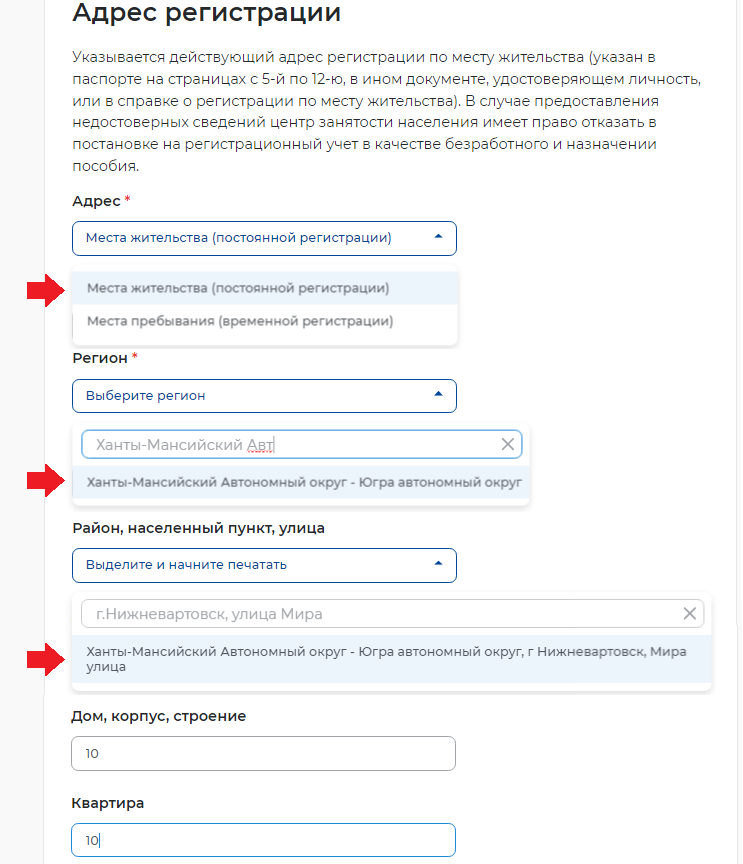 Адрес регистрации
Указывается действующий адрес регистрации по месту жительства (указан в
паспорте на страницах с 5-й по 12-ю, в ином документе, удостоверяющем личность,
или в справке о регистрации по месту жительства). В случае предоставления
недостоверных сведений центр занятости населения имеет право отказать в
постановке на регистрационный учет в качестве безработного и назначении
пособия.
Адрес *
Места жительства (постоянной регистрации)
Места жительства (постоянной регистрации)
Места пребывания (временной регистрации)
Регион *
Выберите регион
Ханты-Мансийский Авт
Ханты-Мансийский Автономный округ - Югра автономный округ
Район, населенный пункт, улица
Выделите и начните печатать
г.Нижневартовск, улица Мира
Ханты-Мансийский Автономный округ - Югра автономный округ, г Нижневартовск, Мира
улица
Дом, корпус, строение
10
Квартира
10